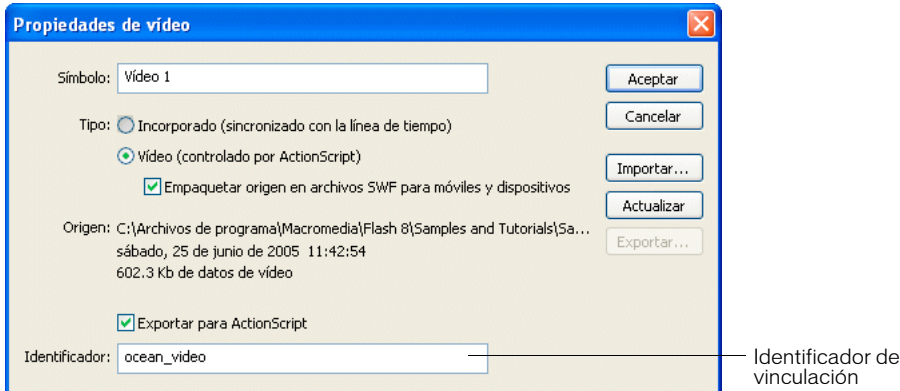 Propiedades de vídeo
Símbolo: Vídeo 1
Aceptar
Cancelar
Tipo: Incorporado (sincronizado con la línea de tiempo)
Vídeo (controlado por ActionScript)
Empaquetar origen en archivos SWF para móviles y dispositivos
Importar...
Actualizar
Exportar...
Origen: C:\Archivos de programa\Macromedia\Flash 8\Samples and Tutorials\Sa...
sábado, 25 de junio de 2005 11:42:54
602.3 Kb de datos de vídeo
Exportar para ActionScript
Identificador: ocean_video
Identificador de
vinculación